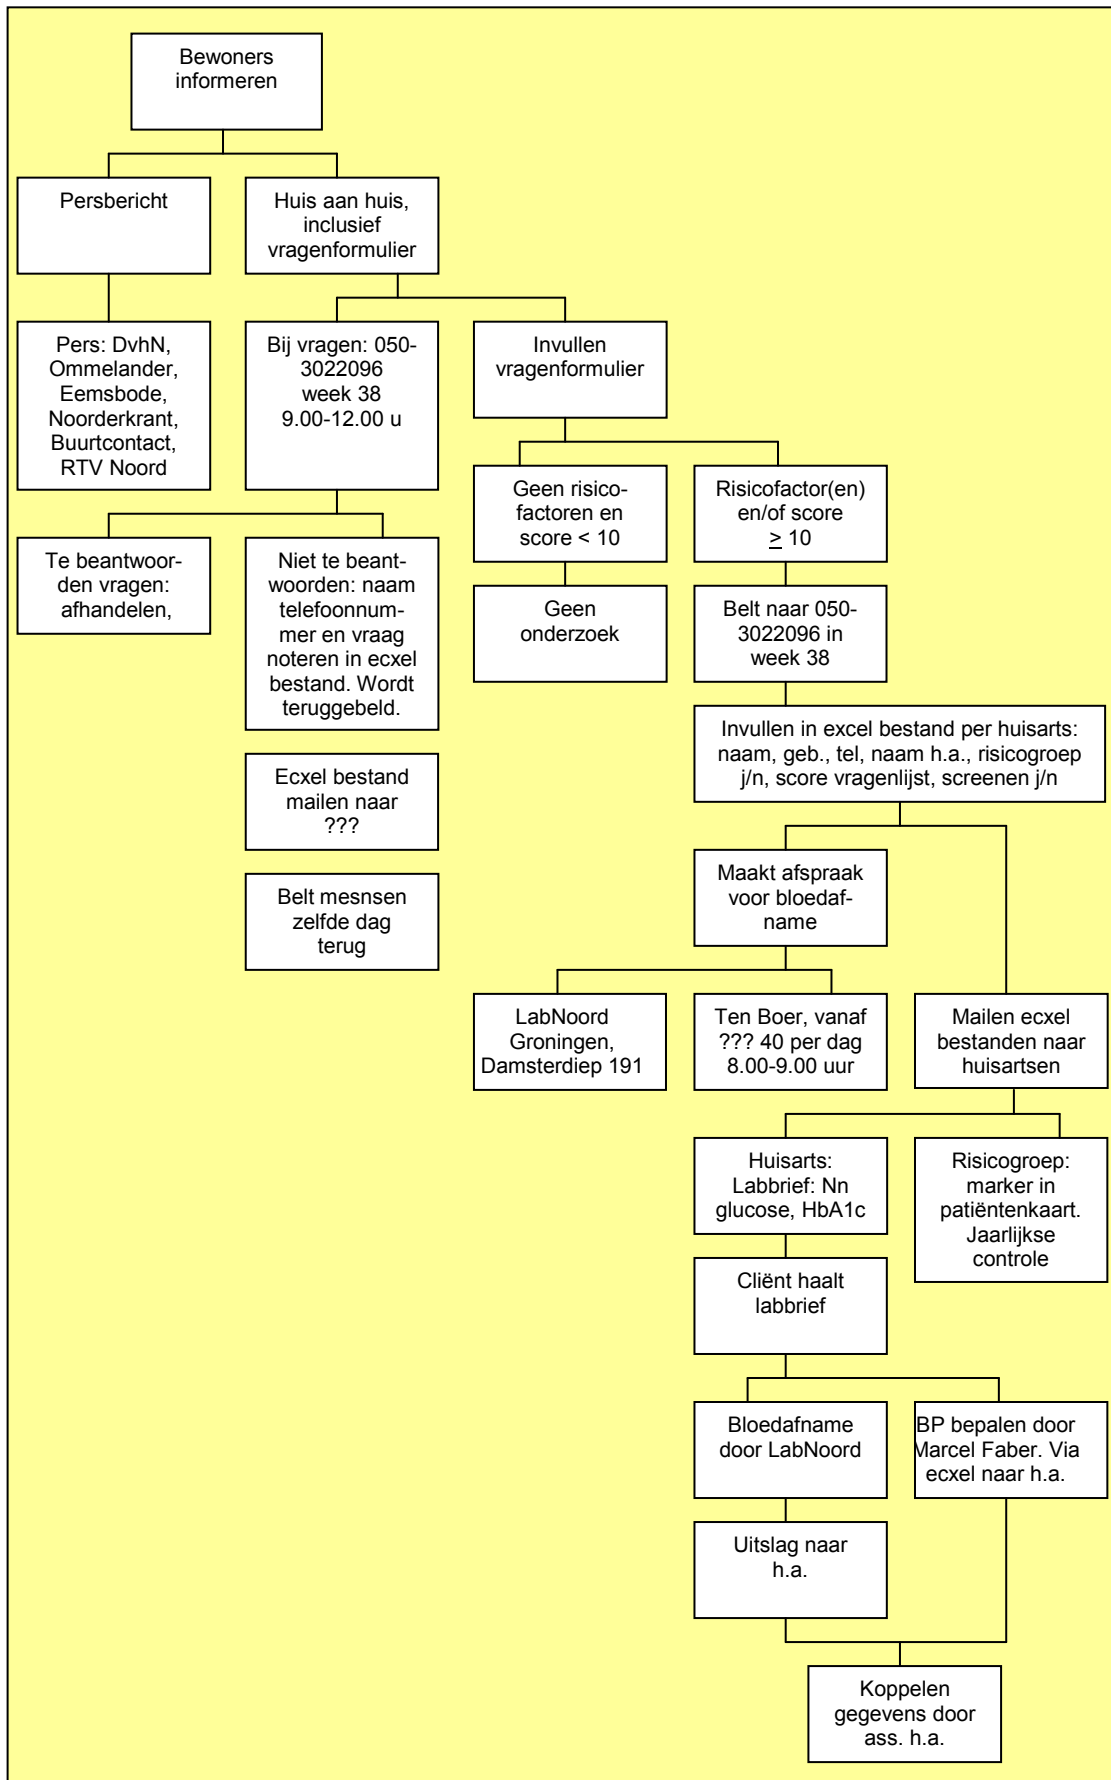 Bewoners
informeren
Persbericht
Huis aan huis,
inclusief
vragenformulier
Pers: DvhN,
Ommelander,
Eemsbode,
Noorderkrant,
Buurtcontact,
RTV Noord
Bij vragen: 050-
3022096
week 38
9.00-12.00 u
Invullen
vragenformulier
Geen risico-
factoren en
score < 10
Risicofactor(en)
en/of score
≥ 10
Te beantwoor-
den vragen:
afhandelen,
Niet te beant-
woorden: naam
telefoonnum-
mer en vraag
noteren in ecxel
bestand. Wordt
teruggebeld.
Geen
onderzoek
Belt naar 050-
3022096 in
week 38
Ecxel bestand
mailen naar
???
Belt mesnsen
zelfde dag
terug
Invullen in excel bestand per huisarts:
naam, geb., tel, naam h.a., risicogroep
j/n, score vragenlijst, screenen j/n
Maakt afspraak
voor bloedaf-
name
LabNoord
Groningen,
Damsterdiep 191
Ten Boer, vanaf
??? 40 per dag
8.00-9.00 uur
Mailen ecxel
bestanden naar
huisartsen
Huisarts:
Labbrief: Nn
glucose, HbA1c
Risicogroep:
marker in
patiëntenkaart.
Jaarlijkse
controle
Cliënt haalt
labbrief
Bloedafname
door LabNoord
BP bepalen door
Marcel Faber. Via
ecxel naar h.a.
Uitslag naar
h.a.
Koppelen
gegevens door
ass. h.a.